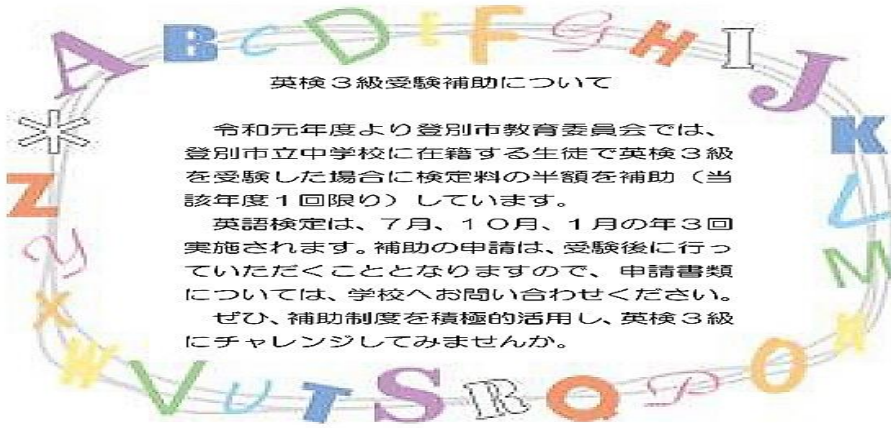 A B C D E F G H I J
K
L
M
N
O
P
Q
R
S
T
U
V
W
X
Y
Z
*
英検３級受験補助について
令和元年度より登別市教育委員会では、
登別市立中学校に在籍する生徒で英検３級
を受験した場合に検定料の半額を補助（当
該年度１回限り）しています。
英語検定は、７月、１０月、１月の年３回
実施されます。補助の申請は、受験後に行っ
ていただくこととなりますので、申請書類
については、学校へお問い合わせください。
ぜひ、補助制度を積極的活用し、英検３級
にチャレンジしてみませんか。